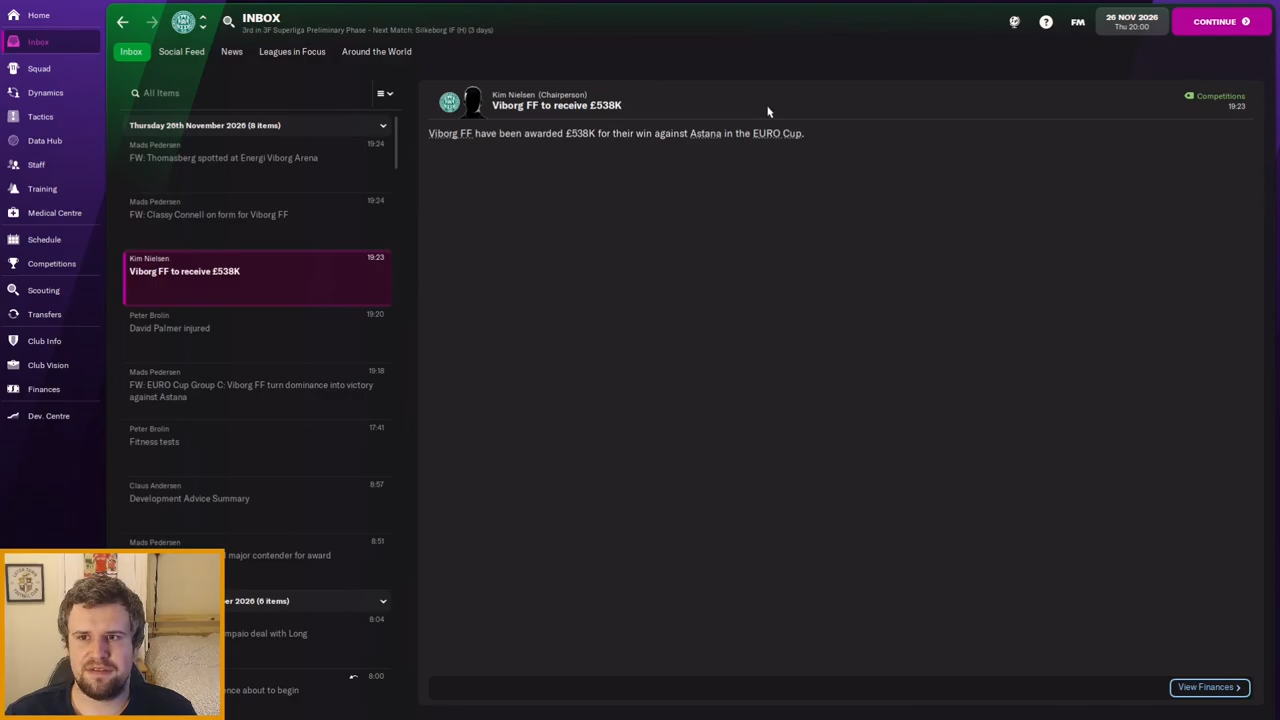 Home
Inbox
Squad
Dynamics
Tactics
Data Hub
Staff
Training
Medical Centre
Schedule
Competitions
Scouting
Transfers
Club Info
Club Vision
Finances
Dev. Centre
INBOX
3rd in 3F Superliga Preliminary Phase - Next Match: Silkeborg IF (H) (3 days)
FM
26 NOV 2026
Thu 20:00
CONTINUE
Inbox Social Feed News Leagues in Focus Around the World
All Items
Thursday 26th November 2026 (8 items)
Mads Pedersen 19:24
FW: Thomasberg spotted at Energi Viborg Arena
Mads Pedersen 19:24
FW: Classy Connell on form for Viborg FF
Kim Nielsen 19:23
Viborg FF to receive £538K
Peter Brolin 19:20
David Palmer injured
Mads Pedersen 19:18
FW: EURO Cup Group C: Viborg FF turn dominance into victory
against Astana
Peter Brolin 17:41
Fitness tests
Claus Andersen 8:57
Development Advice Summary
Mads Pedersen 8:51
major contender for award
2026 (6 items)
8:04
deal with Long
8:00
about to begin
Kim Nielsen (Chairperson)
Viborg FF to receive £538K
Competitions
19:23
Viborg FF have been awarded £538K for their win against Astana in the EURO Cup.
View Finances